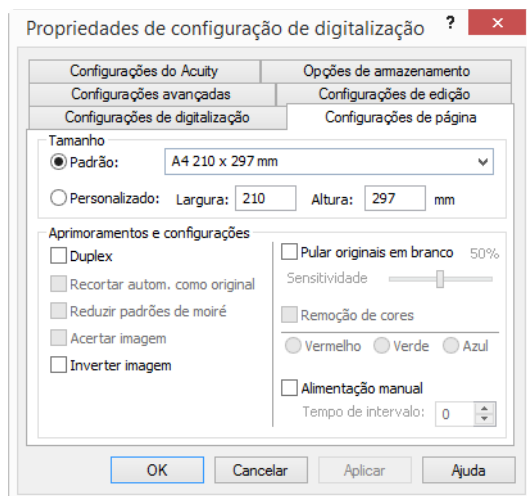 Propriedades de configuração de digitalização ? ×
Configurações do Acuity Opções de armazenamento
Configurações avançadas Configurações de edição
Configurações de digitalização Configurações de página
Tamanho
Padrão: A4 210 x 297 mm
Personalizado: Largura: 210 Altura: 297 mm
Aprimoramentos e configurações
Duplex
Recortar autom. como original
Reduzir padrões de moiré
Acertar imagem
Inverter imagem
Pular originais em branco 50%
Sensitividade
Remoção de cores
Vermelho Verde Azul
Alimentação manual
Tempo de intervalo: 0
OK Cancelar Aplicar Ajuda